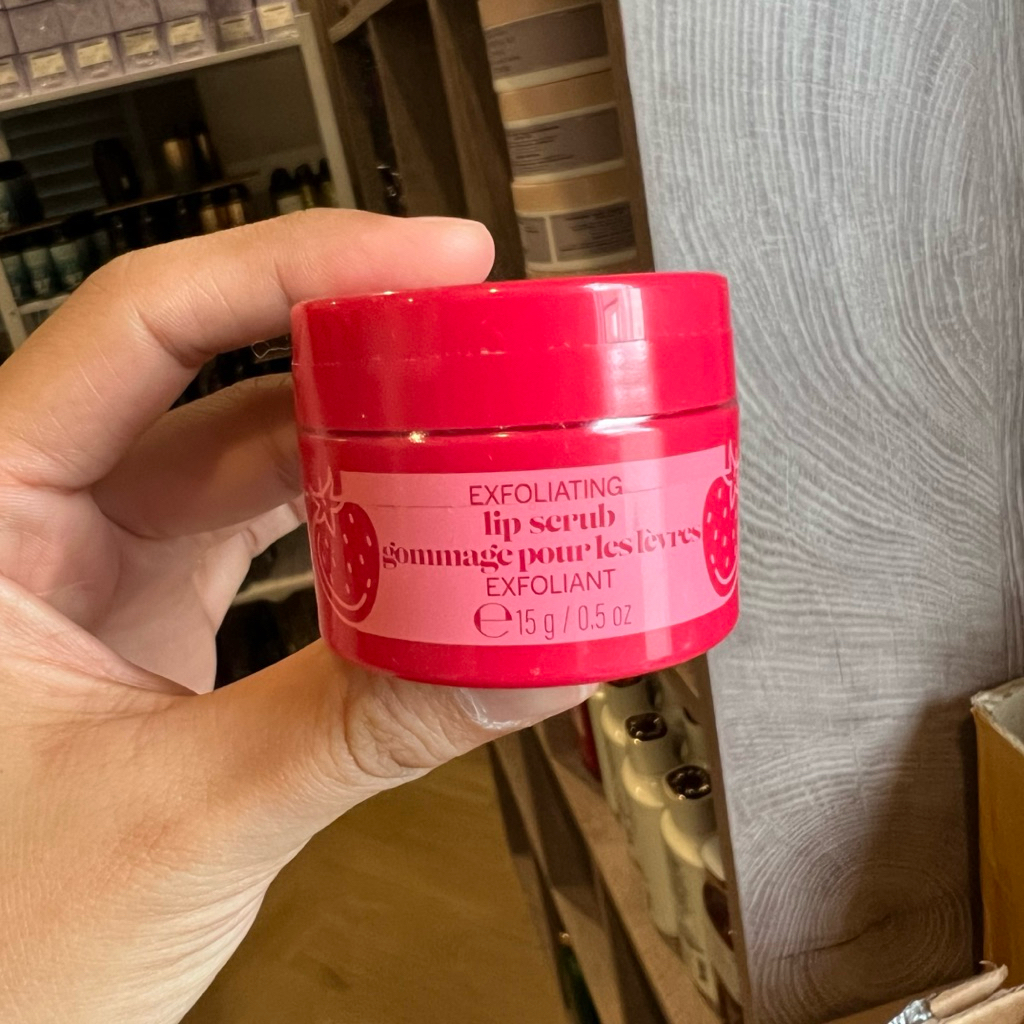 EXFOLIATING
lip scrub
gommage pour les lèvres
EXFOLIANT
℮15 g / 0,5 oz